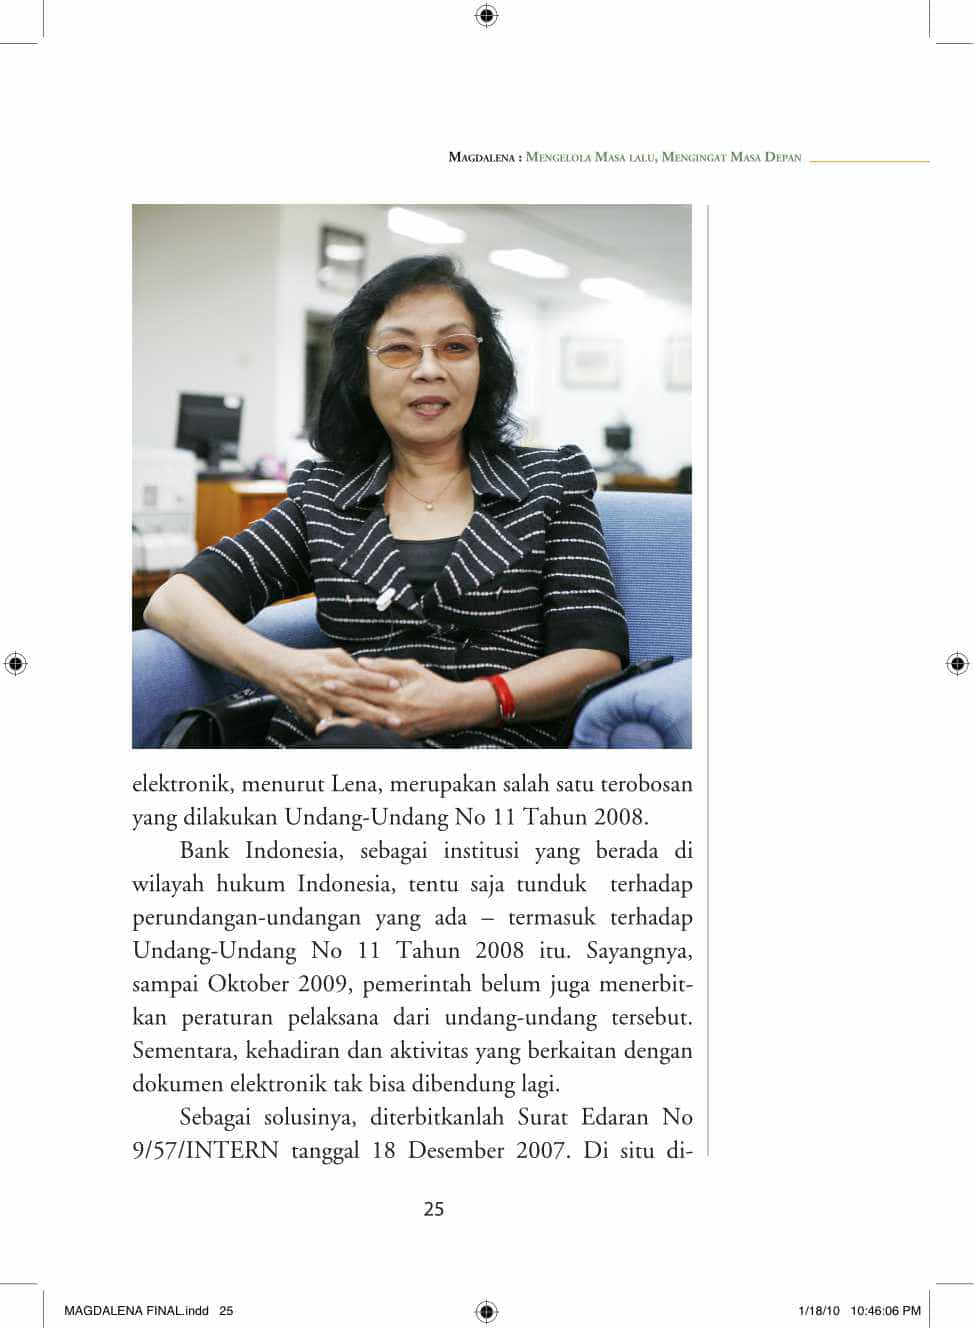 Magdalena : Mengelola Masa lalu, Mengingat Masa Depan
elektronik, menurut Lena, merupakan salah satu terobosan
yang dilakukan Undang-Undang No 11 Tahun 2008.
Bank Indonesia, sebagai institusi yang berada di
wilayah hukum Indonesia, tentu saja tunduk terhadap
perundangan-undangan yang ada – termasuk terhadap
Undang-Undang No 11 Tahun 2008 itu. Sayangnya,
sampai Oktober 2009, pemerintah belum juga menerbit-
kan peraturan pelaksana dari undang-undang tersebut.
Sementara, kehadiran dan aktivitas yang berkaitan dengan
dokumen elektronik tak bisa dibendung lagi.
Sebagai solusinya, diterbitkanlah Surat Edaran No
9/57/INTERN tanggal 18 Desember 2007. Di situ di-
25
MAGDALENA FINAL.indd 25
1/18/10 10:46:06 PM